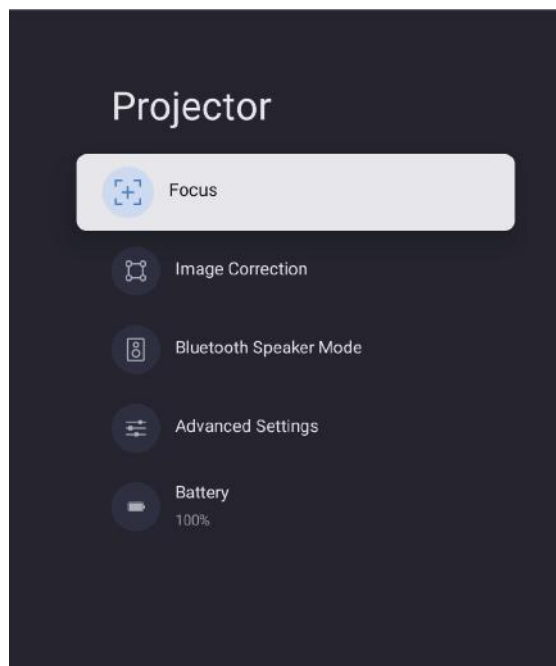 Projector
Focus
Image Correction
Bluetooth Speaker Mode
Advanced Settings
Battery
100%